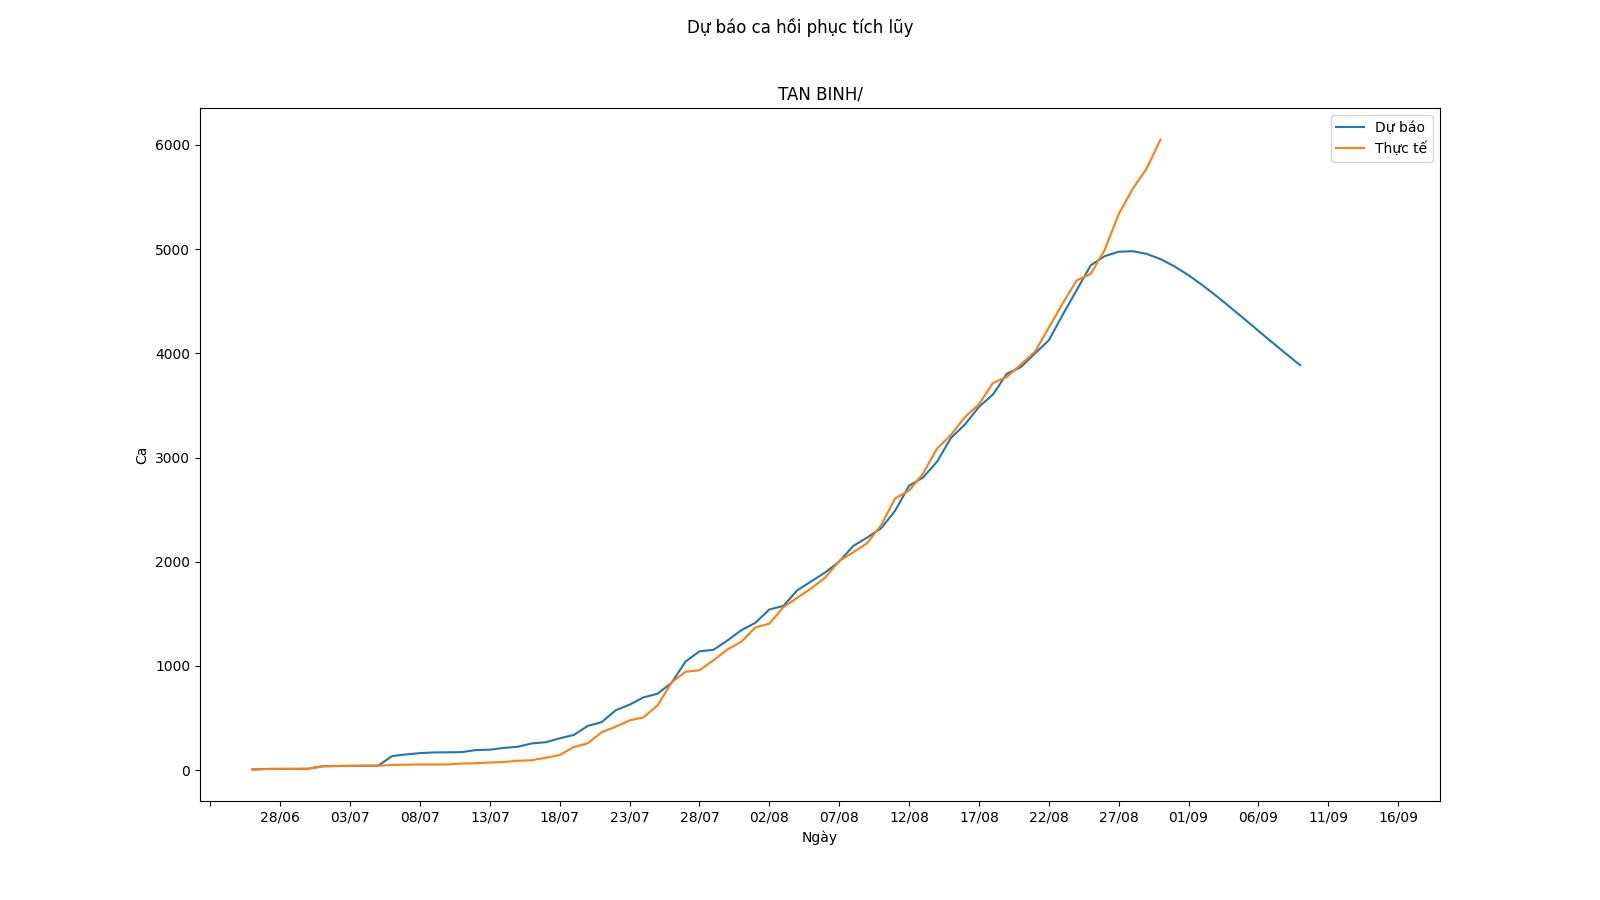 Dự báo ca hồi phục tích lũy
TAN BINH/
Dự báo
Thực tế
6000
5000
4000
3000
2000
1000
0
Ca
28/06 03/07 08/07 13/07 18/07 23/07 28/07 02/08 07/08 12/08 17/08 22/08 27/08 01/09 06/09 11/09 16/09
Ngày